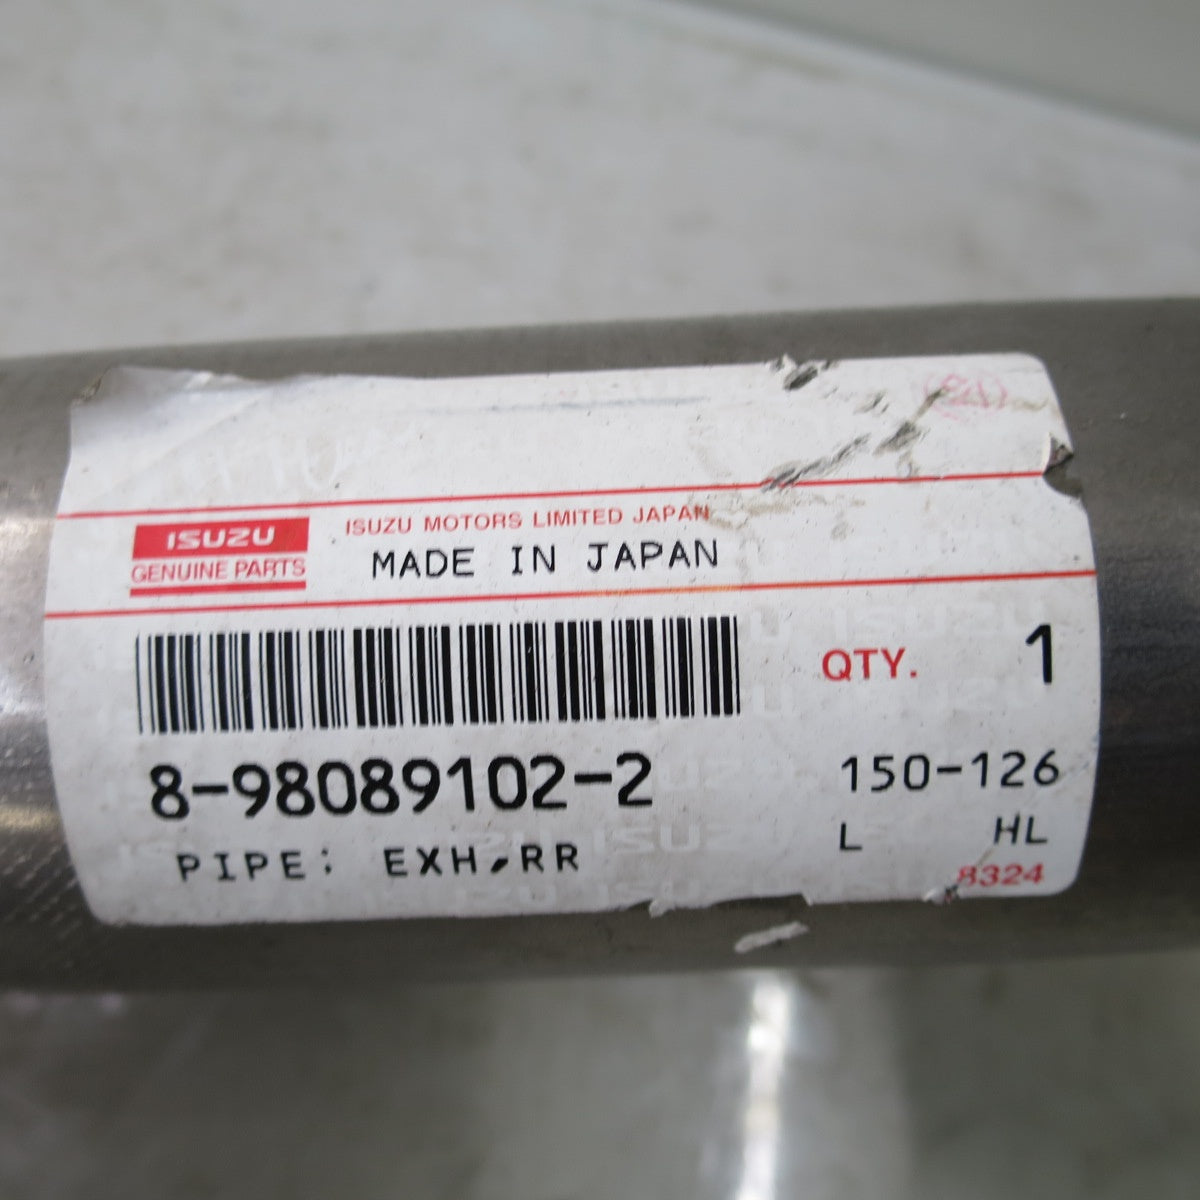 ISUZU
GENUINE PARTS
ISUZU MOTORS LIMITED JAPAN
MADE IN JAPAN
QTY. 1
8-98089102-2
150-126
PIPE; EXH,RR
L HL
8324